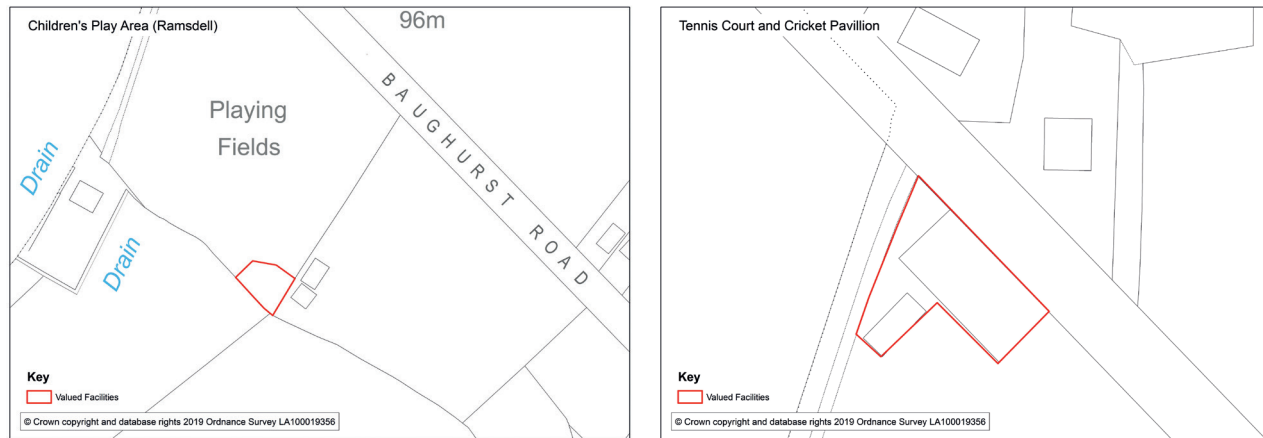 Children's Play Area (Ramsdell)
96m
Playing
Fields
BAUGHURST ROAD
Drain
Drain
Key
Valued Facilities
© Crown copyright and database rights 2019 Ordnance Survey LA100019356
Tennis Court and Cricket Pavillion
Key
Valued Facilities
© Crown copyright and database rights 2019 Ordnance Survey LA100019356